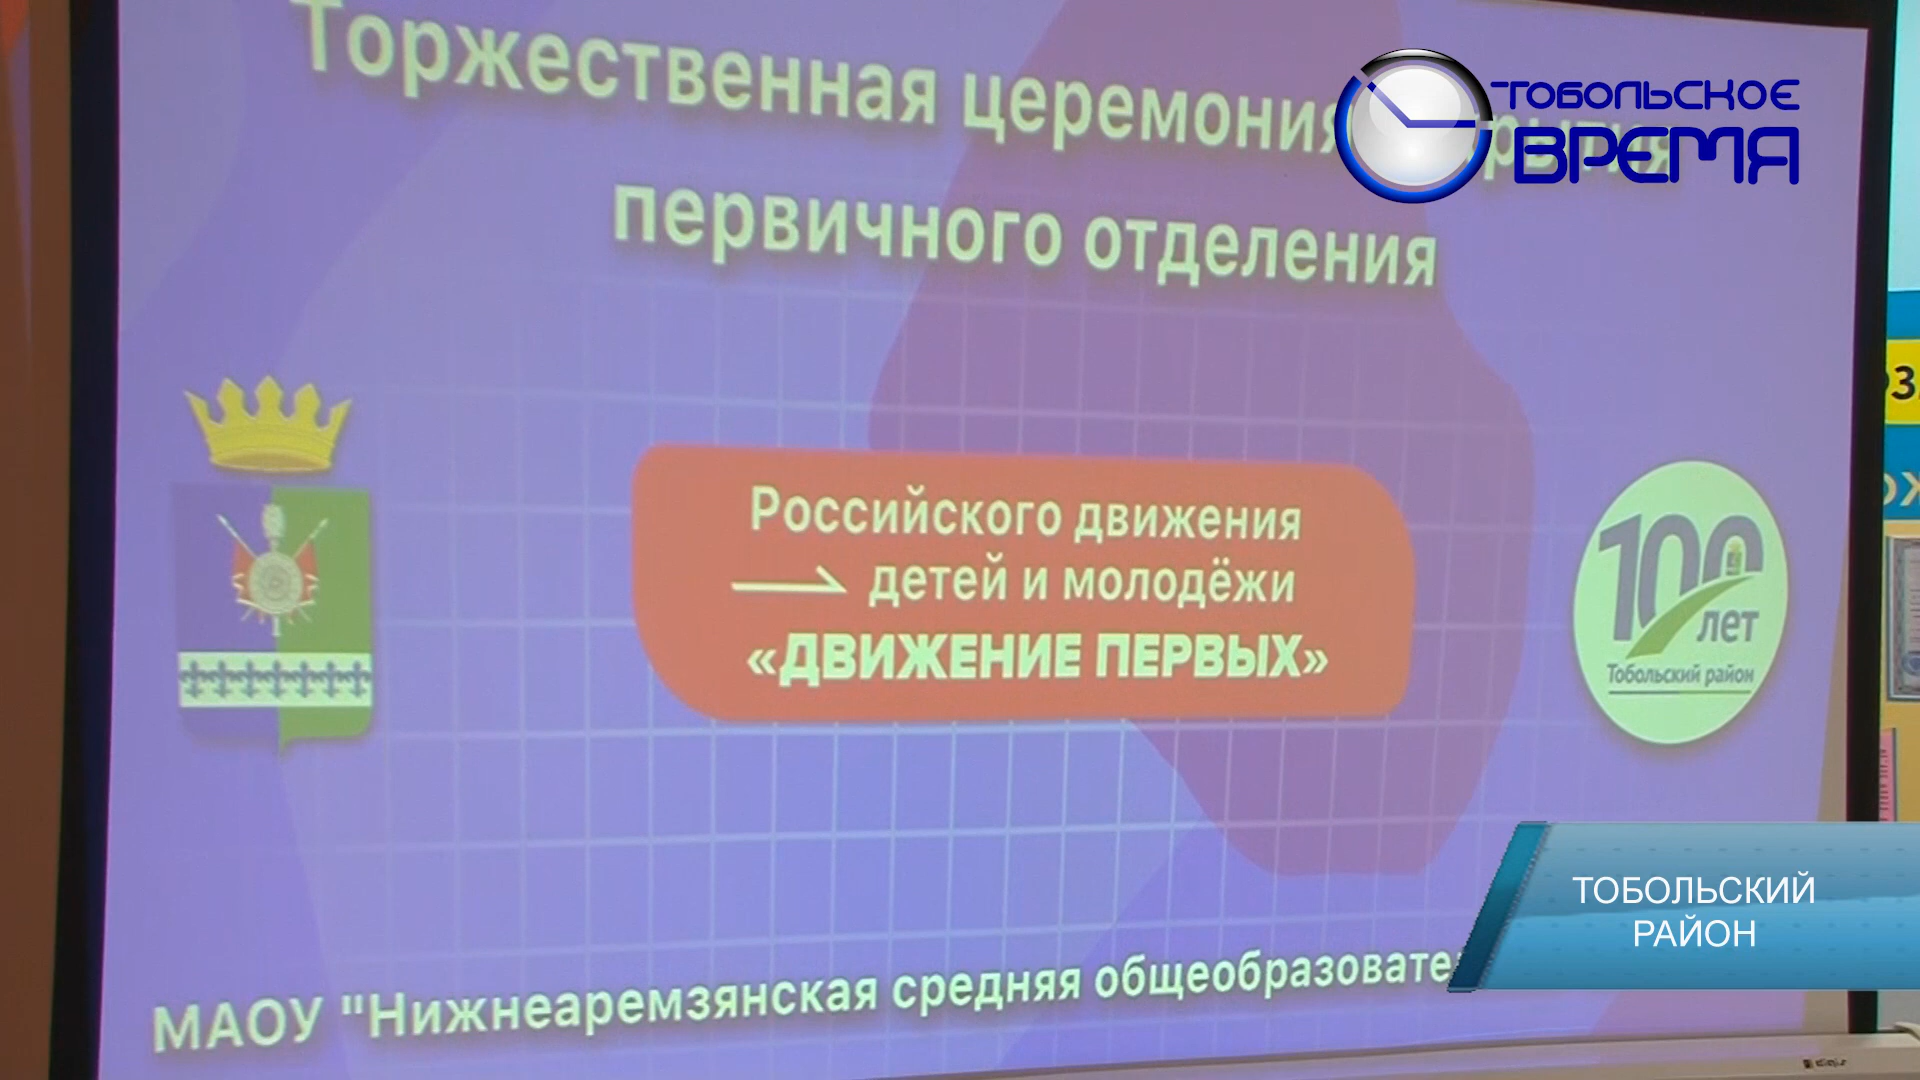 Торжественная церемония
первичного отделения
ТОБОЛЬСКОЕ
ВРЕМЯ
Российского движения
детей и молодёжи
«ДВИЖЕНИЕ ПЕРВЫХ»
100
лет
Тобольский район
ТОБОЛЬСКИЙ
РАЙОН
МАОУ "Нижнеаремзянская средняя